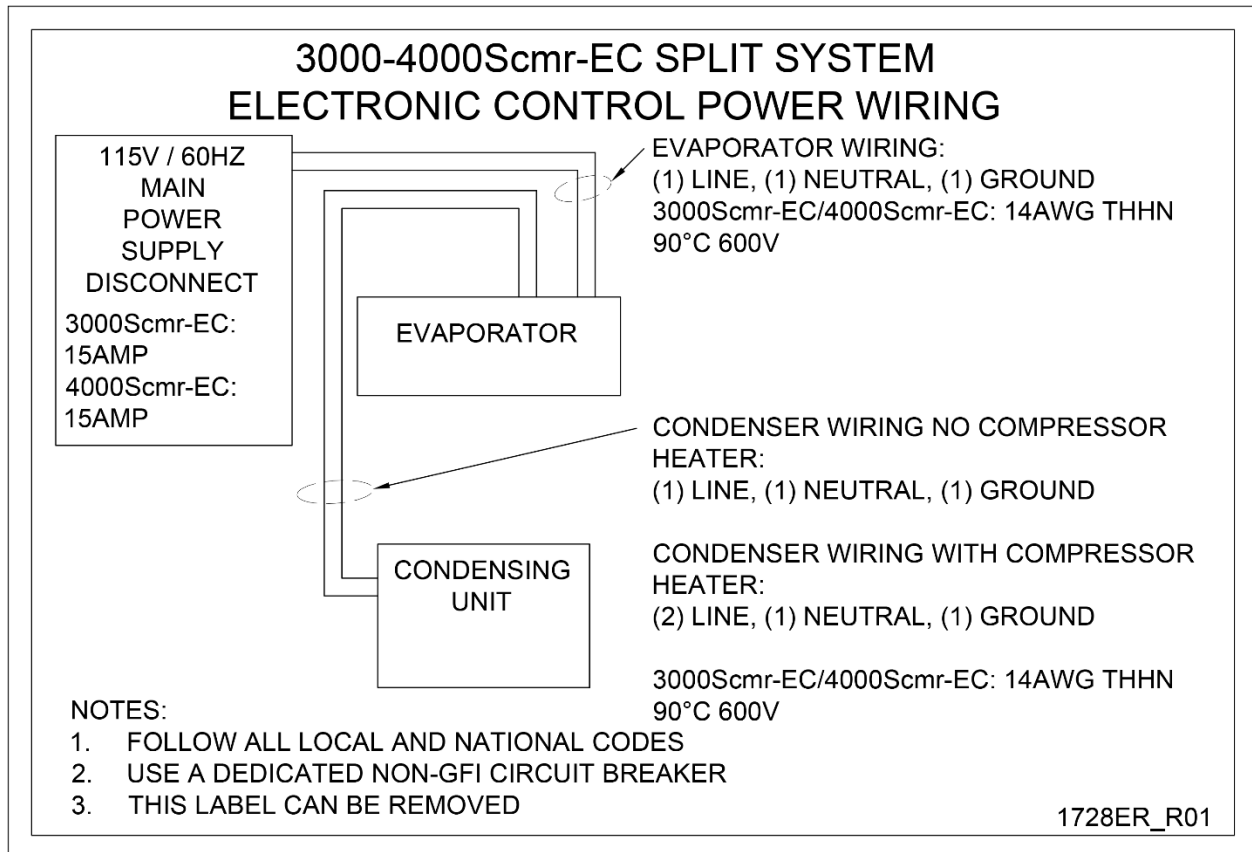 3000-4000Scmr-EC SPLIT SYSTEM
ELECTRONIC CONTROL POWER WIRING
115V / 60HZ
MAIN
POWER
SUPPLY
DISCONNECT
3000Scmr-EC:
15AMP
4000Scmr-EC:
15AMP
EVAPORATOR WIRING:
(1) LINE, (1) NEUTRAL, (1) GROUND
3000Scmr-EC/4000Scmr-EC: 14AWG THHN
90°C 600V
EVAPORATOR
CONDENSER WIRING NO COMPRESSOR
HEATER:
(1) LINE, (1) NEUTRAL, (1) GROUND
CONDENSING
UNIT
CONDENSER WIRING WITH COMPRESSOR
HEATER:
(2) LINE, (1) NEUTRAL, (1) GROUND
3000Scmr-EC/4000Scmr-EC: 14AWG THHN
90°C 600V
NOTES:
1. FOLLOW ALL LOCAL AND NATIONAL CODES
2. USE A DEDICATED NON-GFI CIRCUIT BREAKER
3. THIS LABEL CAN BE REMOVED
1728ER_R01